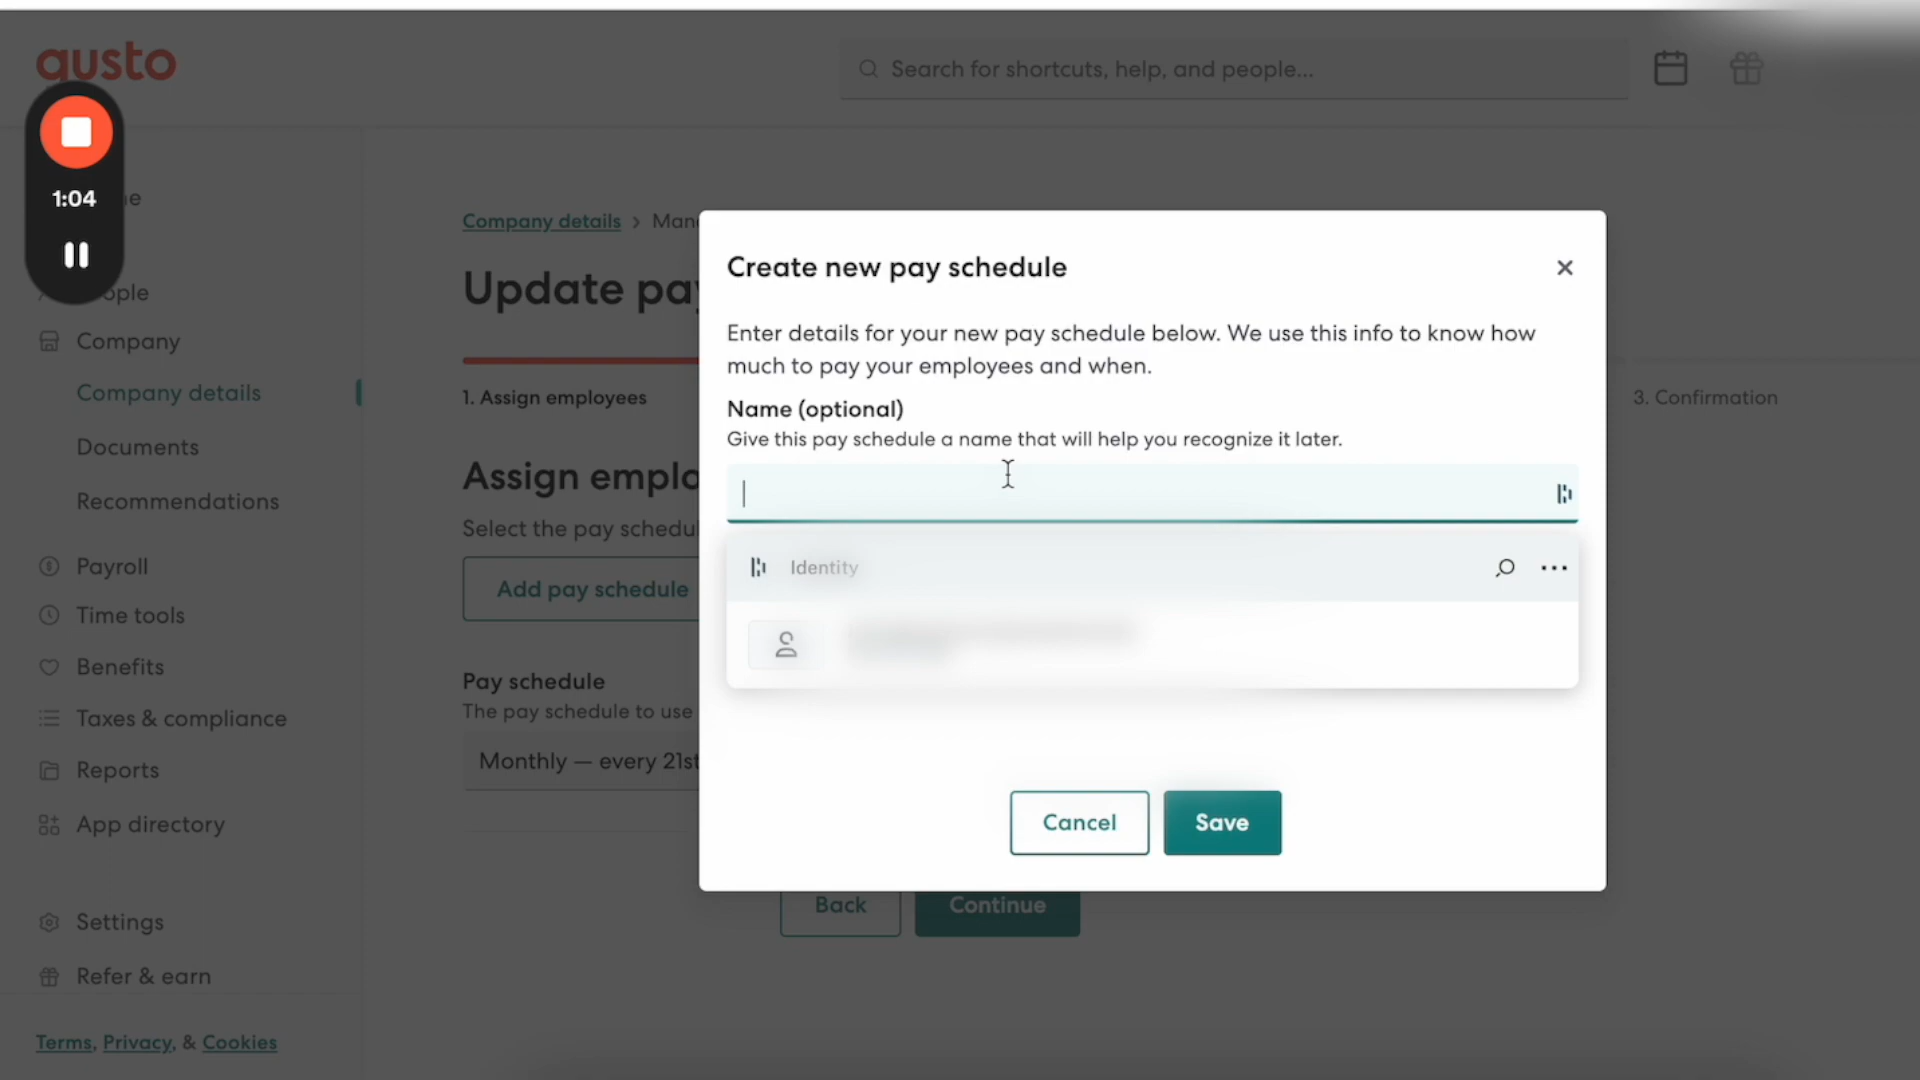 gusto
Search for shortcuts, help, and people...
1:04
Company
Company details
Documents
Recommendations
Payroll
Time tools
Benefits
Taxes & compliance
Reports
App directory
Settings
Refer & earn
Terms, Privacy, & Cookies
Company details >
Update
1. Assign employees
3. Confirmation
Assign
Select the pay
Add pay schedule
Pay schedule
The pay schedule to use
Monthly — every 21st
Back
Continue
Create new pay schedule
Enter details for your new pay schedule below. We use this info to know how
much to pay your employees and when.
Name (optional)
Give this pay schedule a name that will help you recognize it later.
Identity
Cancel
Save